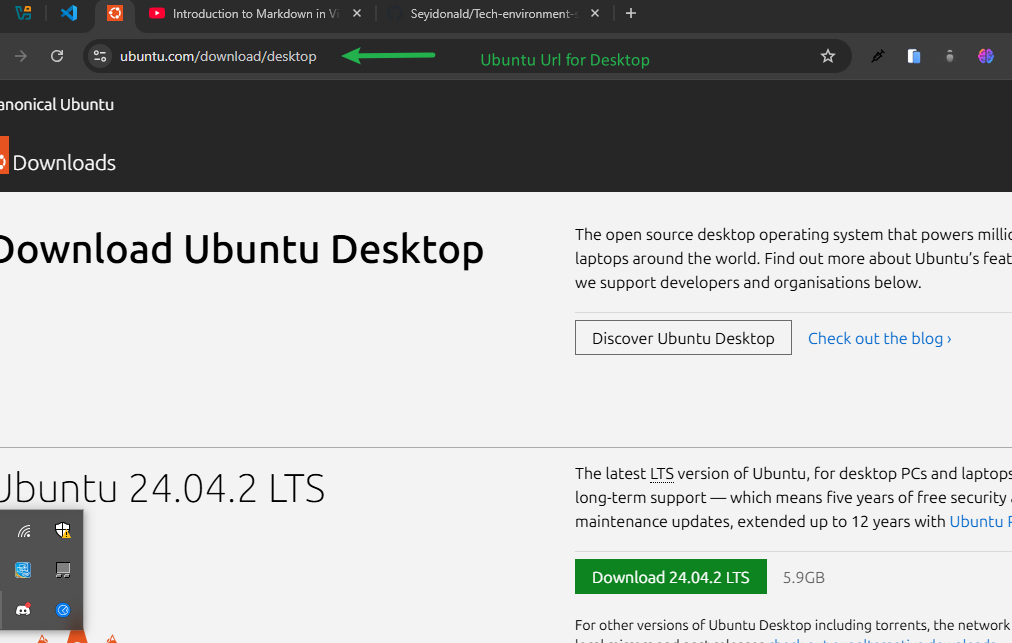 Introduction to Markdown in Vi
Seyidonald/Tech-environment-s
ubuntu.com/download/desktop
Ubuntu Url for Desktop
anonical Ubuntu
Downloads
Download Ubuntu Desktop
The open source desktop operating system that powers millio
laptops around the world. Find out more about Ubuntu's feat
we support developers and organisations below.
Discover Ubuntu Desktop
Check out the blog ›
Ubuntu 24.04.2 LTS
The latest LTS version of Ubuntu, for desktop PCs and laptops
long-term support — which means five years of free security a
maintenance updates, extended up to 12 years with Ubuntu P
Download 24.04.2 LTS
5.9GB
For other versions of Ubuntu Desktop including torrents, the network